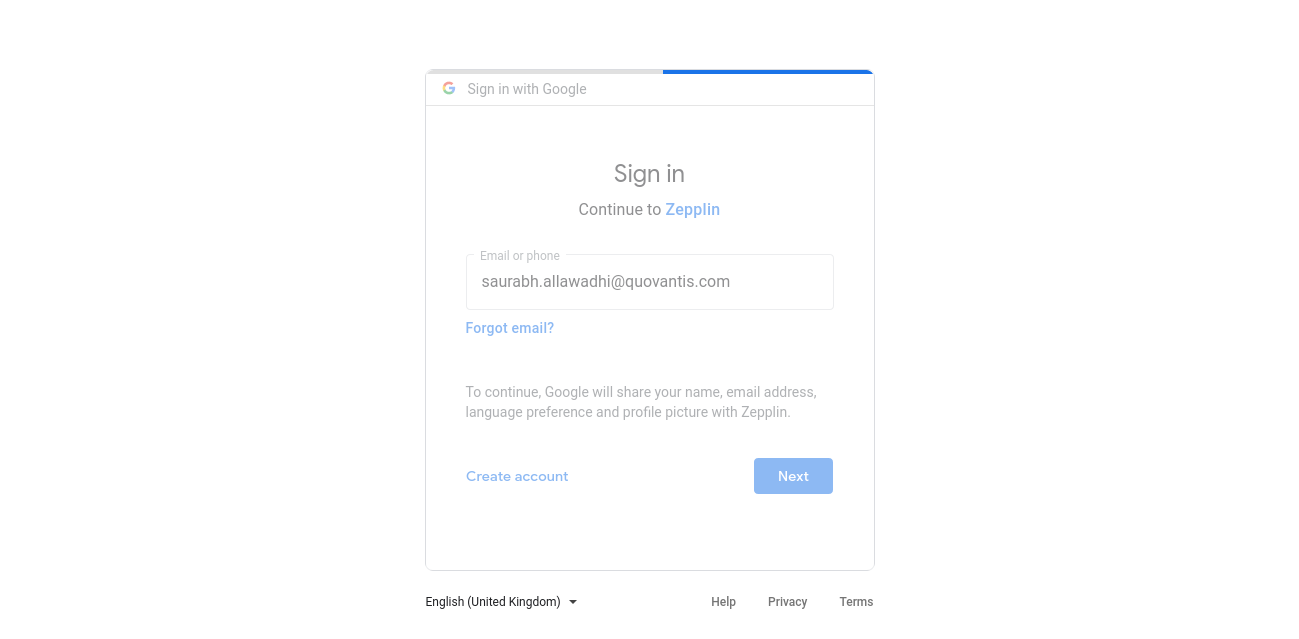 Sign in with Google
Sign in
Continue to Zepplin
Email or phone
saurabh.allawadhi@quovantis.com
Forgot email?
To continue, Google will share your name, email address,
language preference and profile picture with Zepplin.
Create account
Next
English (United Kingdom)
Help
Privacy
Terms